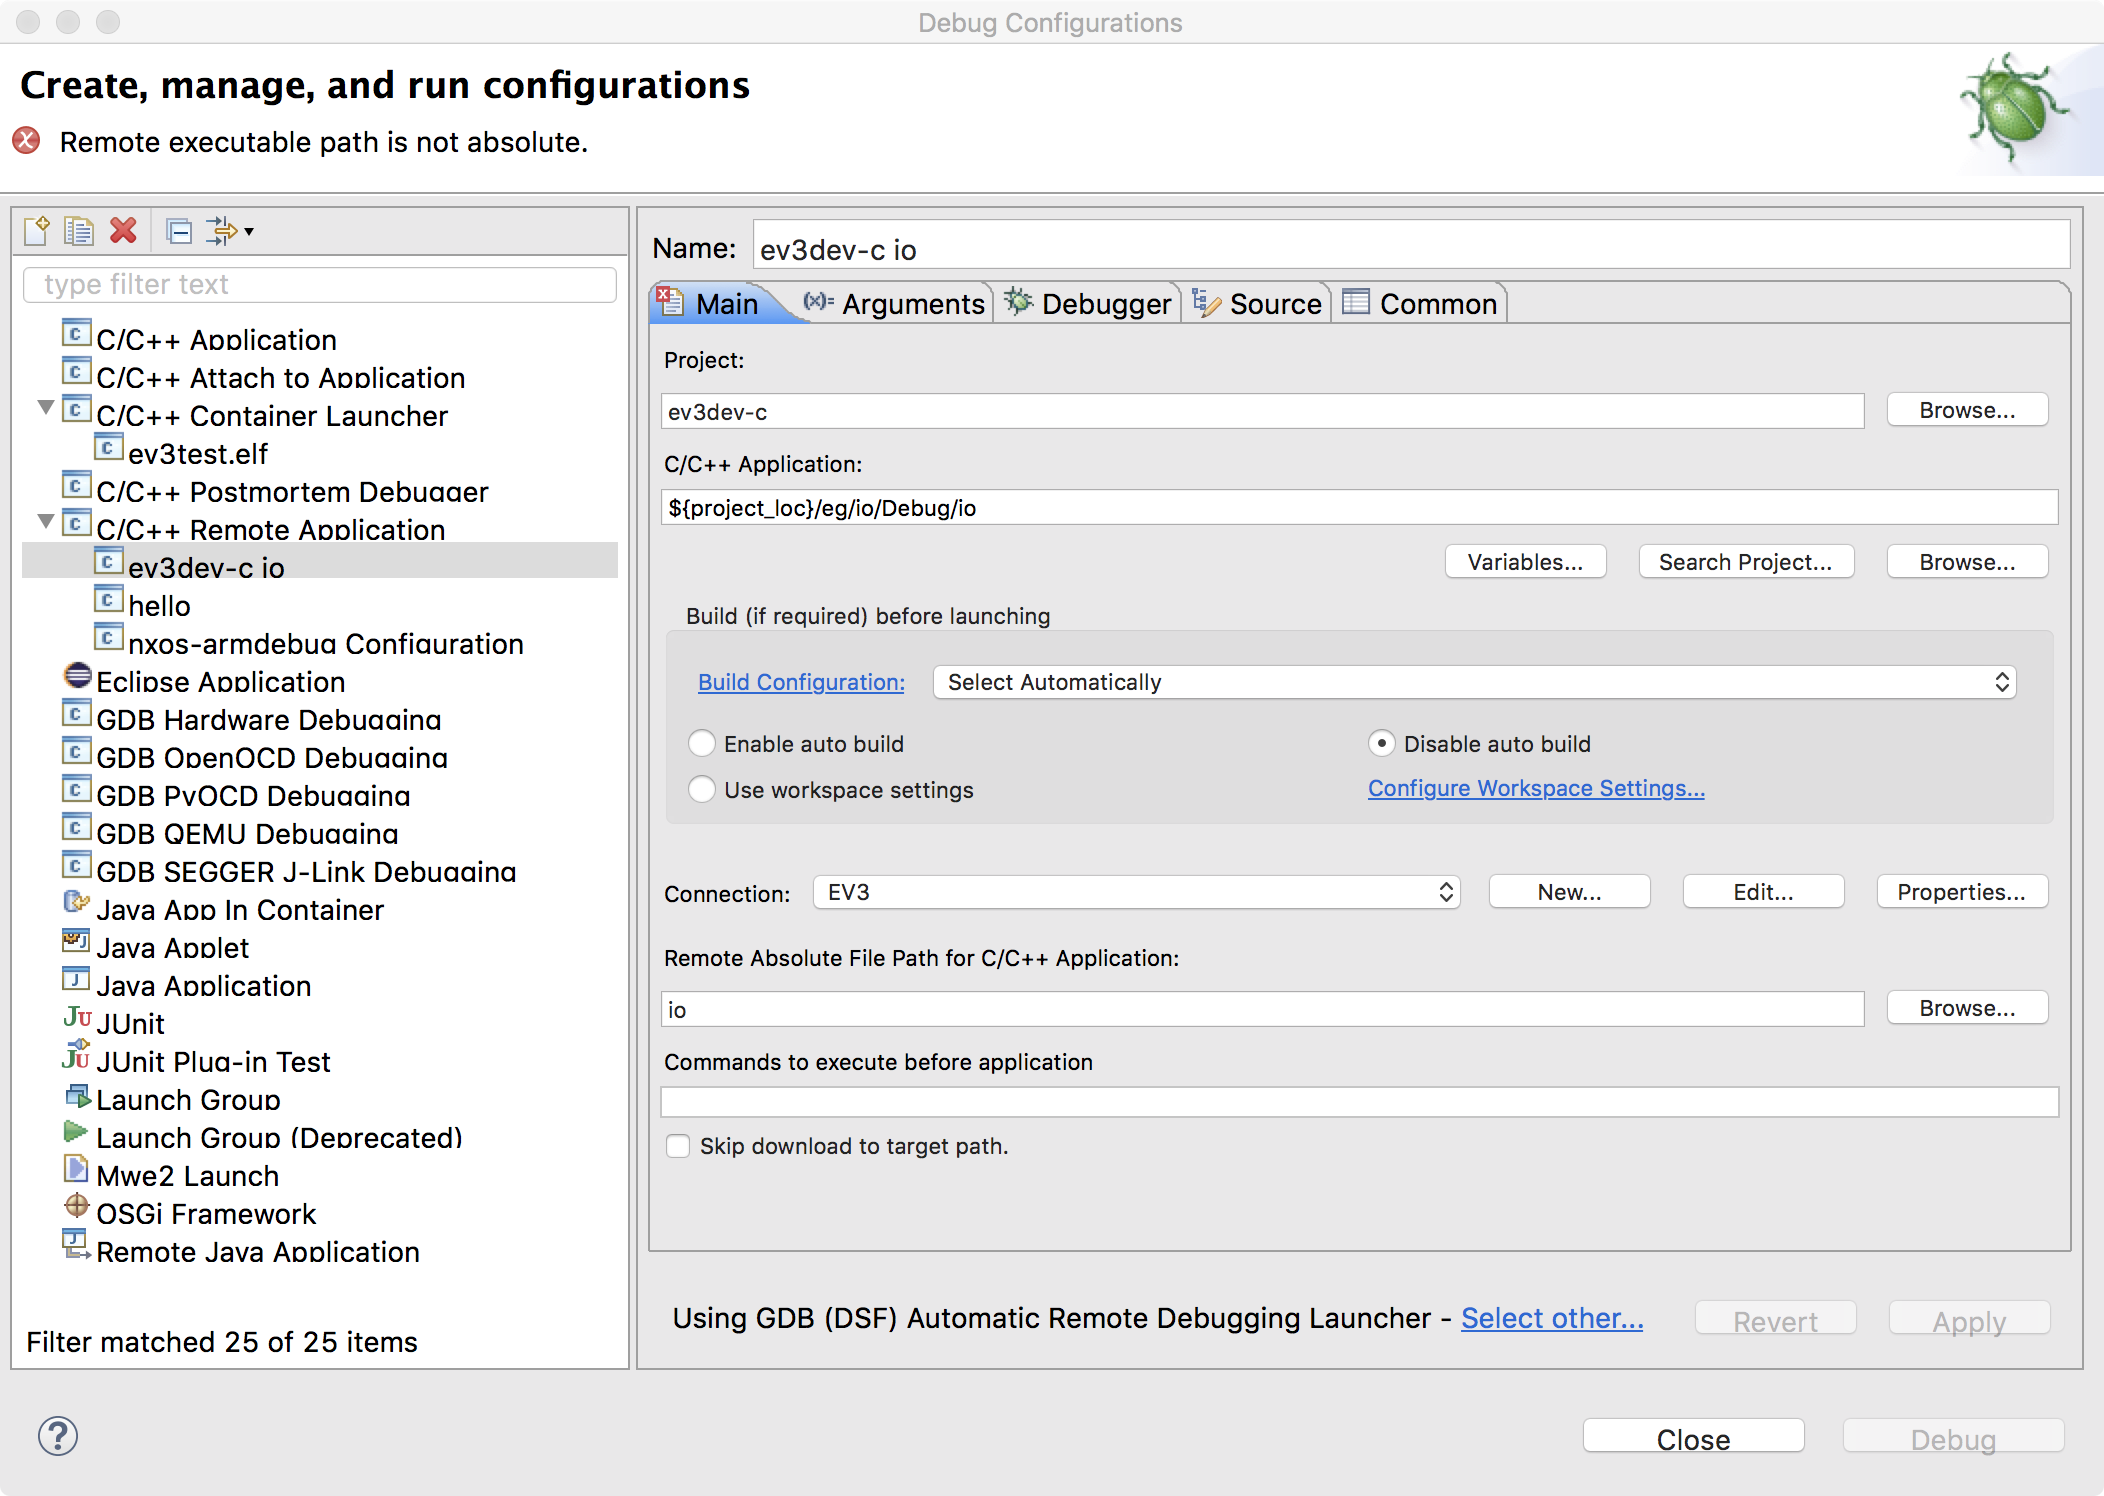 Debug Configurations
Create, manage, and run configurations
Remote executable path is not absolute.
type filter text
C/C++ Application
C/C++ Attach to Application
C/C++ Container Launcher
ev3test.elf
C/C++ Postmortem Debugger
C/C++ Remote Application
ev3dev-c io
hello
nxos-armdebug Configuration
Eclipse Application
GDB Hardware Debugging
GDB OpenOCD Debugging
GDB PyOCD Debugging
GDB QEMU Debugging
GDB SEGGER J-Link Debugging
Java App In Container
Java Applet
Java Application
JUnit
JUnit Plug-in Test
Launch Group
Launch Group (Deprecated)
Mwe2 Launch
OSGi Framework
Remote Java Application
Filter matched 25 of 25 items
Name: ev3dev-c io
Main (x)= Arguments Debugger Source Common
Project:
ev3dev-c Browse...
C/C++ Application:
${project_loc}/eg/io/Debug/io
Variables... Search Project... Browse...
Build (if required) before launching
Build Configuration: Select Automatically
Enable auto build Disable auto build
Use workspace settings Configure Workspace Settings...
Connection: EV3 New... Edit... Properties...
Remote Absolute File Path for C/C++ Application:
io Browse...
Commands to execute before application
Skip download to target path.
Using GDB (DSF) Automatic Remote Debugging Launcher - Select other... Revert Apply
? Close Debug